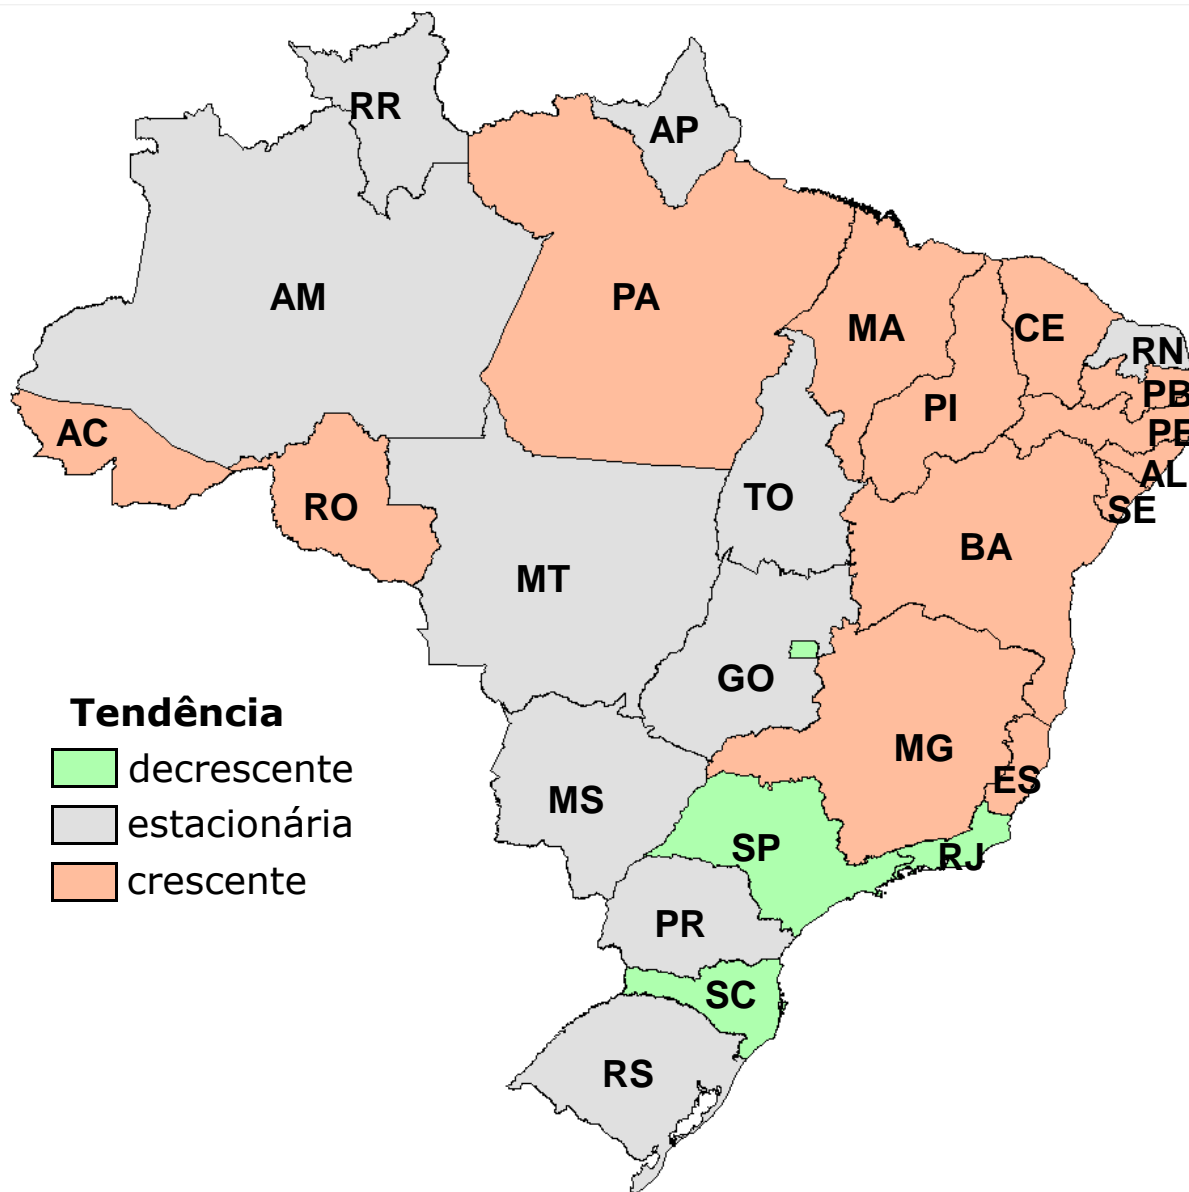 RR
AP
AM
PA
MA
CE
RN
PB
PE
AL
SE
PI
AC
RO
TO
BA
MT
GO
MG
ES
MS
SP
RJ
PR
SC
RS
Tendência
decrescente
estacionária
crescente